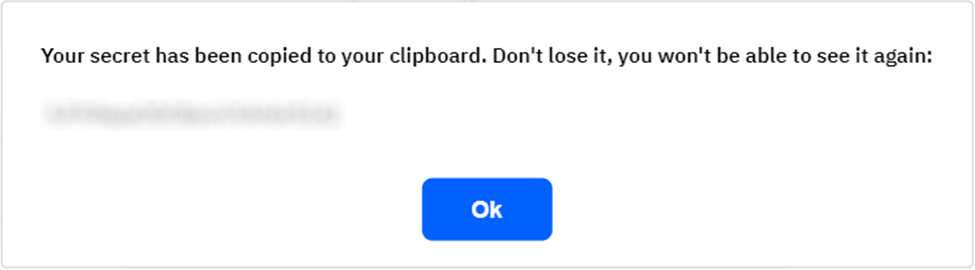 Your secret has been copied to your clipboard. Don't lose it, you won't be able to see it again:
Ok